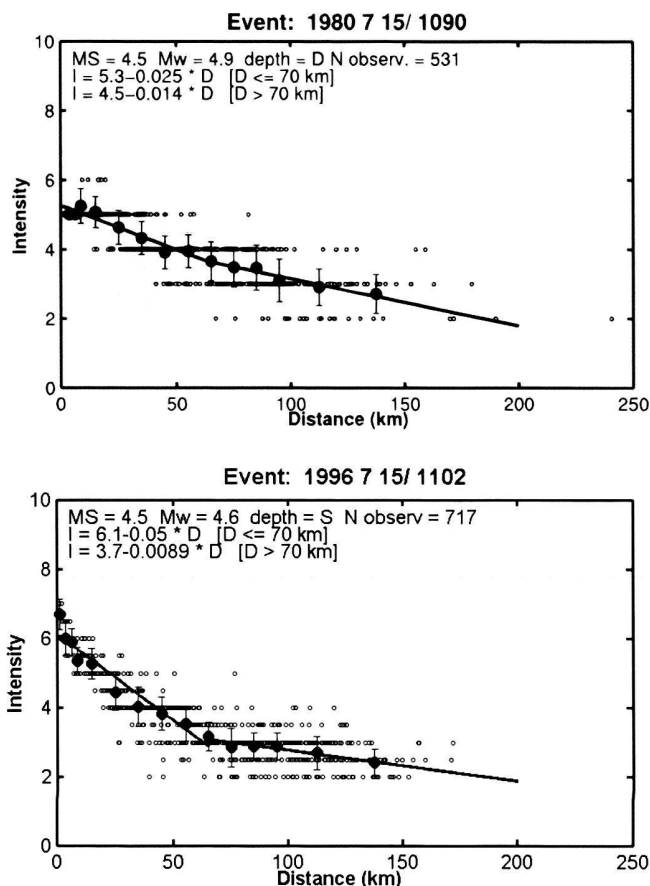 Event: 1980 7 15/ 1090
MS = 4.5 Mw = 4.9 depth = D N observ. = 531
I = 5.3-0.025 * D [D <= 70 km]
I = 4.5-0.014 * D [D > 70 km]
Intensity
10
8
6
4
2
0
0 50 100 150 200 250
Distance (km)
Event: 1996 7 15/ 1102
MS = 4.5 Mw = 4.6 depth = S N observ = 717
I = 6.1-0.05 * D [D <= 70 km]
I = 3.7-0.0089 * D [D > 70 km]
Intensity
10
8
6
4
2
0
0 50 100 150 200 250
Distance (km)